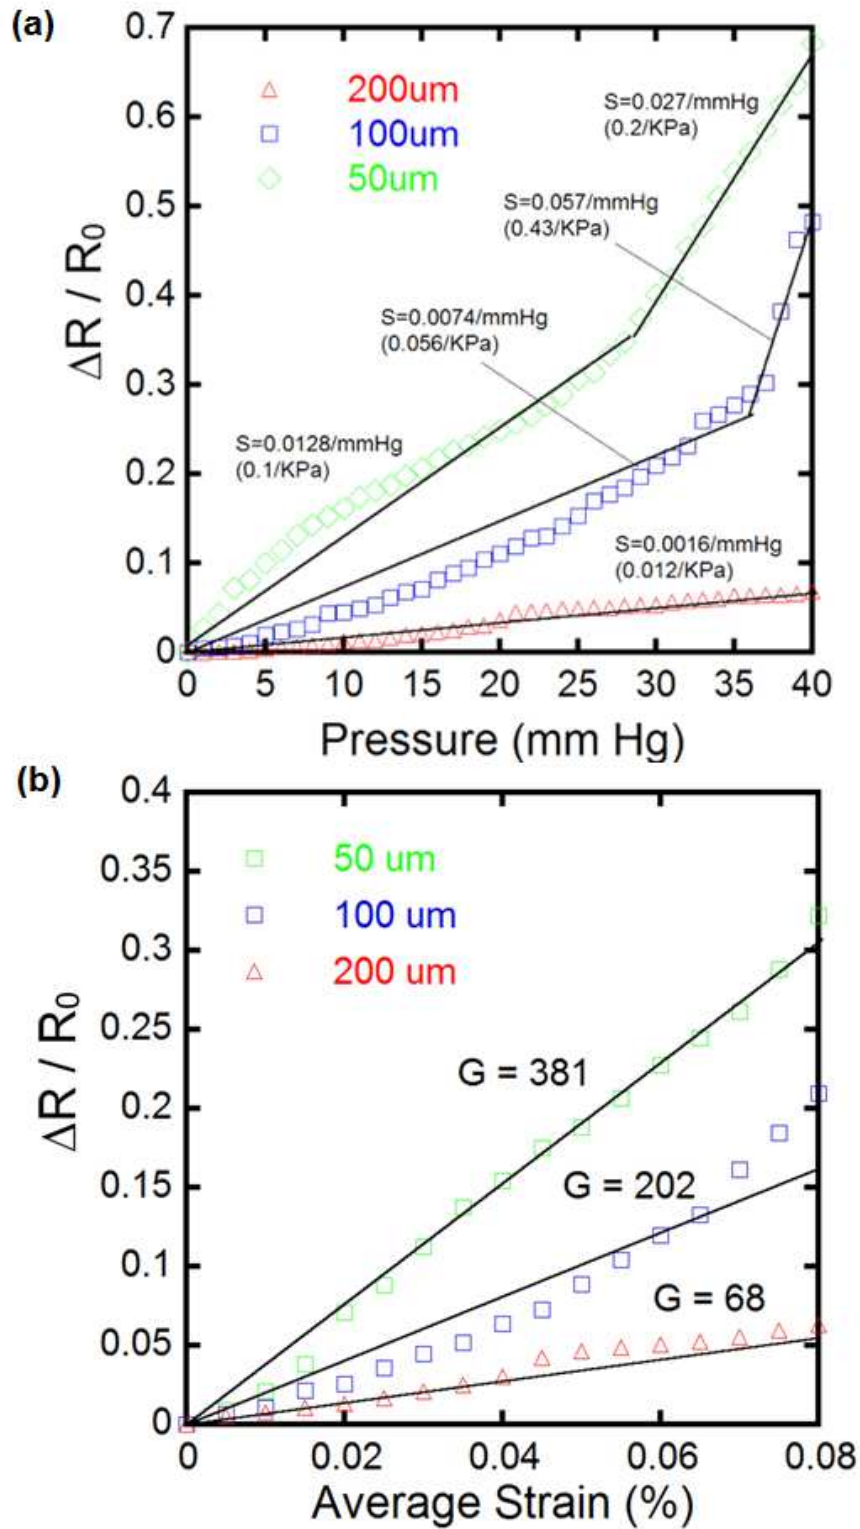 (a)
0.7
0.6
0.5
0.4
0.3
0.2
0.1
0
ΔR / R₀
200um
100um
50um
S=0.027/mmHg
(0.2/KPa)
S=0.057/mmHg
(0.43/KPa)
S=0.0074/mmHg
(0.056/KPa)
S=0.0128/mmHg
(0.1/KPa)
S=0.0016/mmHg
(0.012/KPa)
0 5 10 15 20 25 30 35 40
Pressure (mm Hg)
(b)
0.4
0.35
0.3
0.25
0.2
0.15
0.1
0.05
0
ΔR / R₀
50 um
100 um
200 um
G = 381
G = 202
G = 68
0 0.02 0.04 0.06 0.08
Average Strain (%)